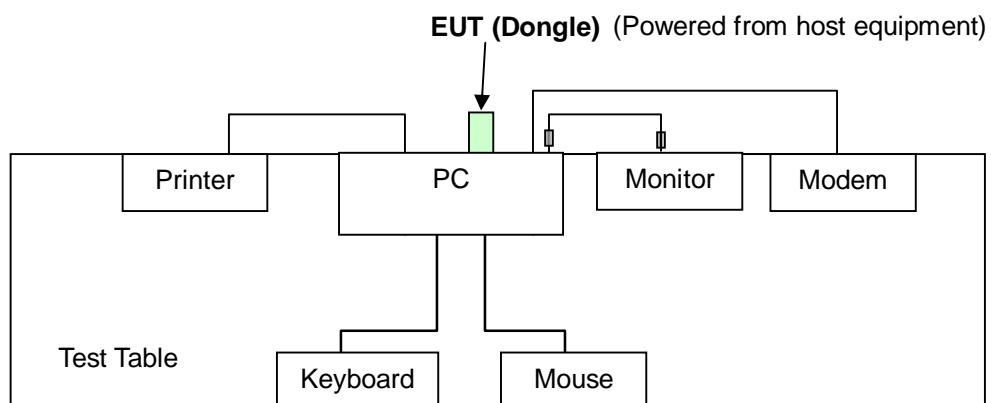 EUT (Dongle) (Powered from host equipment)
Printer
PC
Monitor
Modem
Test Table
Keyboard
Mouse